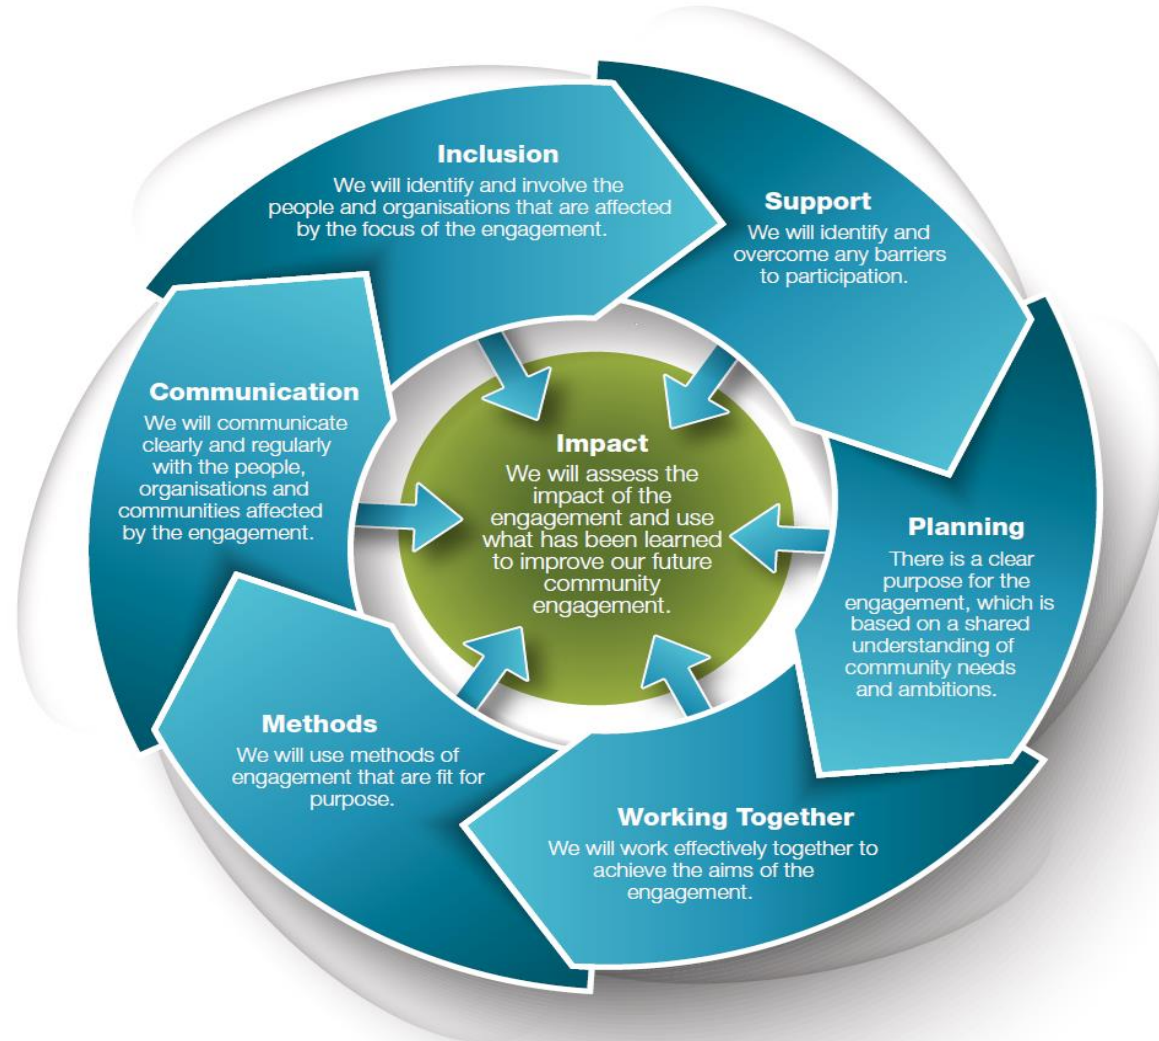 Inclusion
We will identify and involve the
people and organisations that are affected
by the focus of the engagement.
Support
We will identify and
overcome any barriers
to participation.
Planning
There is a clear
purpose for the
engagement, which is
based on a shared
understanding of
community needs
and ambitions.
Working Together
We will work effectively together to
achieve the aims of the
engagement.
Methods
We will use methods of
engagement that are fit for
purpose.
Communication
We will communicate
clearly and regularly
with the people,
organisations and
communities affected
by the engagement.
Impact
We will assess the
impact of the
engagement and use
what has been learned
to improve our future
community
engagement.